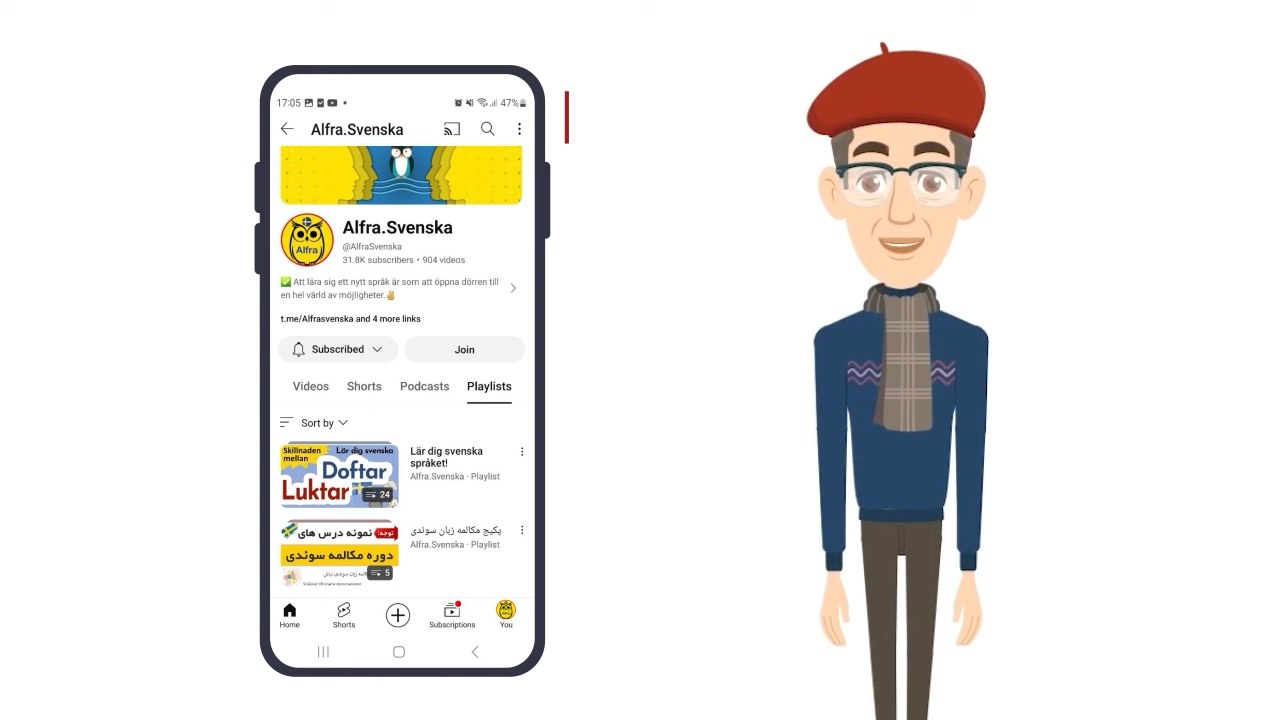 17:05
47%
Alfra.Svenska
Alfra
Alfra.Svenska
@AlfraSvenska
31.8K subscribers • 904 videos
✅ Att lära sig ett nytt språk är som att öppna dörren till
en hel värld av möjligheter.✌
t.me/Alfrasvenska and 4 more links
Subscribed
Join
Videos Shorts Podcasts Playlists
Sort by
Skillnaden
mellan
Lär dig svenska
Doftar
Luktar
24
Lär dig svenska
språket!
Alfra.Svenska · Playlist
توجه: نمونه درس های
دوره مکالمه سوئدی
5
پکیج مکالمه زبان سوئدی
Alfra.Svenska · Playlist
Home
Shorts
Subscriptions
You